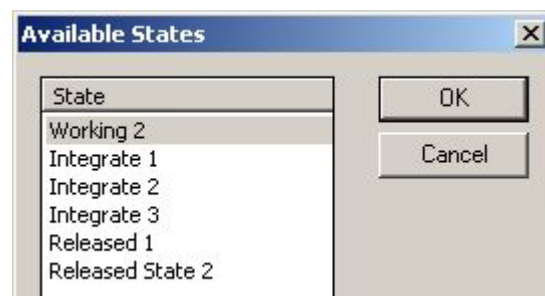 Available States
State
OK
Working 2
Cancel
Integrate 1
Integrate 2
Integrate 3
Released 1
Released State 2